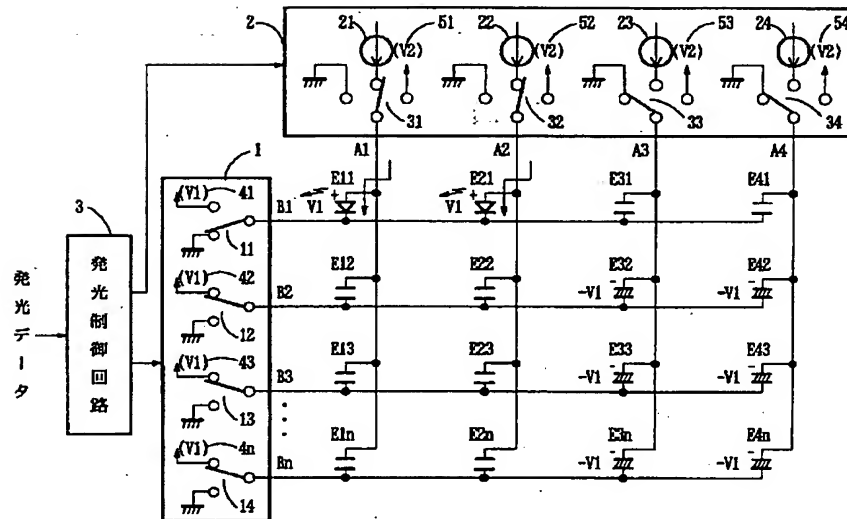 21 51 22 52 23 53 24 54
2 (V2) (V2) (V2) (V2)
31 32 33 34
A1 A2 A3 A4
1
3
発光データ
発光制御回路
(V1) 41
11
B1 V1 + E11 V1 + E21 E31 E41
(V1) 42
12
B2 E12 E22 - E32 - E42
-V1 -V1
(V1) 43
13
B3 E13 E23 - E33 - E43
-V1 -V1
(V1) 4n
14
Bn E1n E2n - E3n - E4n
-V1 -V1